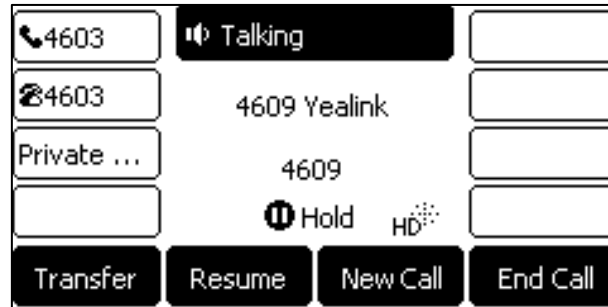 4603
Talking
4603
4609 Yealink
Private ...
4609
Hold HD
Transfer Resume New Call End Call